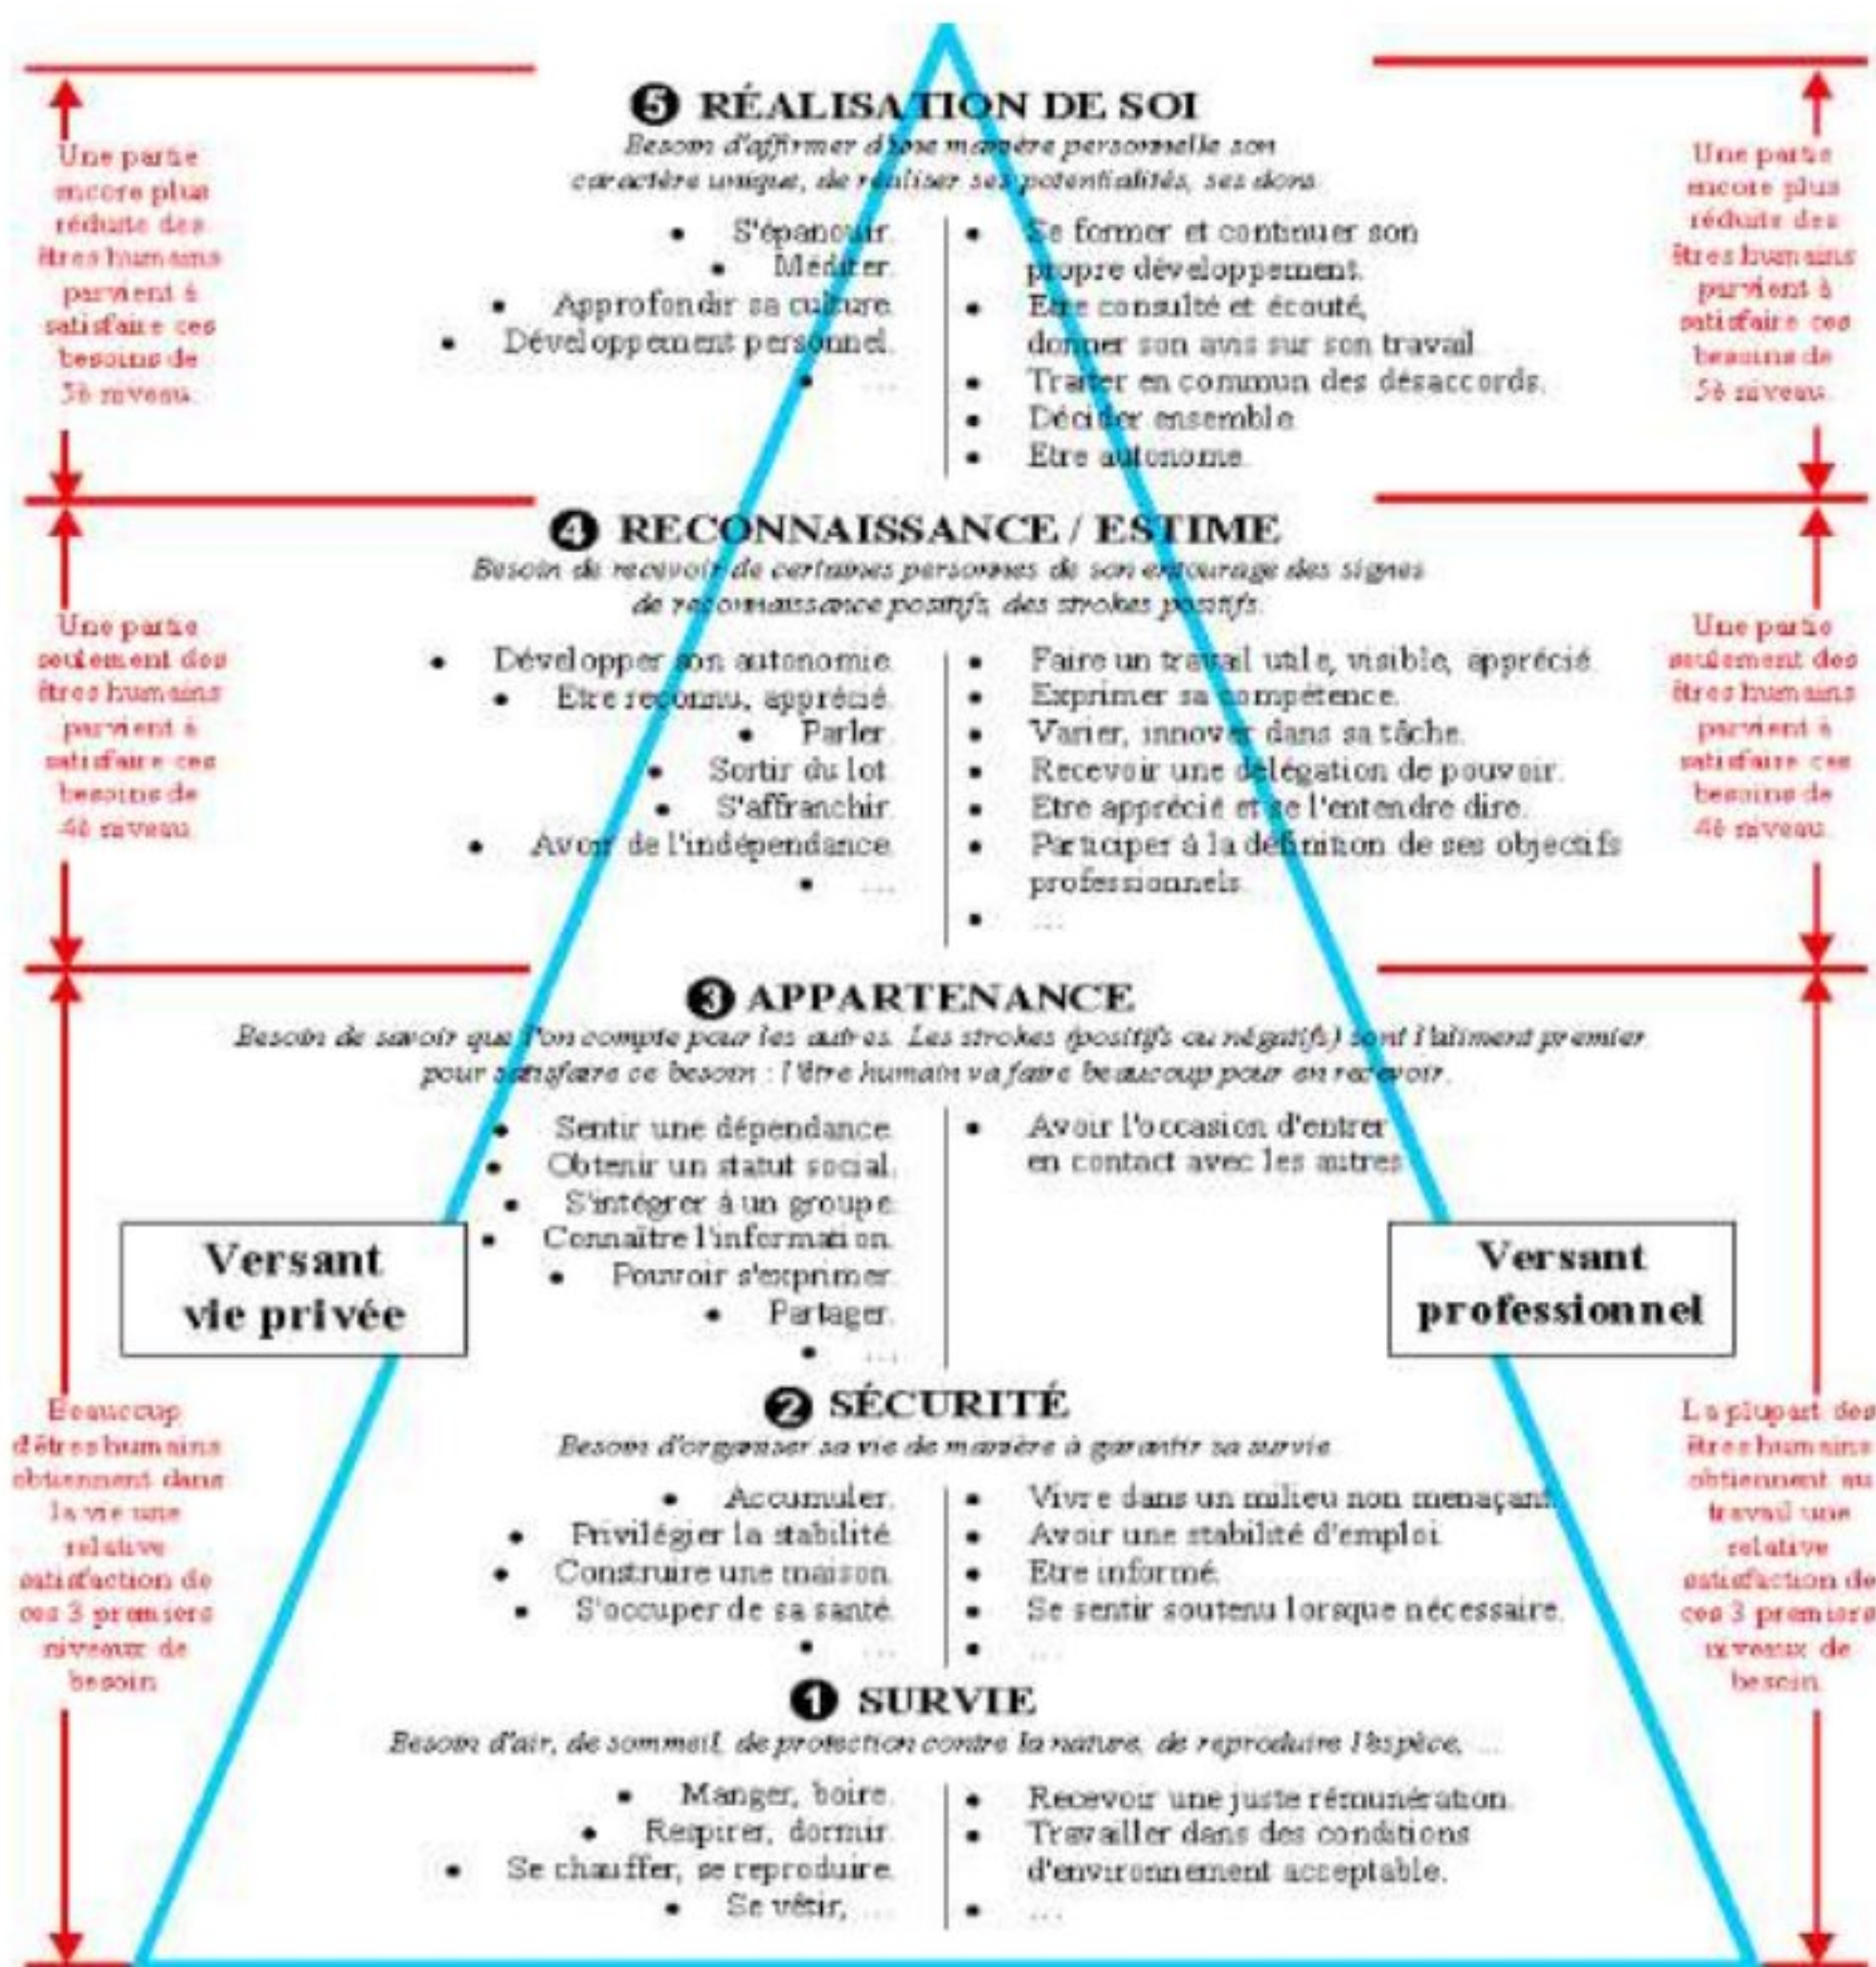 ❺ RÉALISATION DE SOI
Besoin d'affirmer d'une manière personnelle son
caractère unique, de réaliser ses potentialités, ses dons.
• S'épanouir.
• Méditer.
• Approfondir sa culture.
• Développement personnel.
• ...
• Se former et continuer son
propre développement.
• Etre consulté et écouté,
donner son avis sur son travail.
• Traiter en commun des désaccords.
• Décider ensemble
• Etre autonome.
Une partie
encore plus
réduite des
êtres humains
parvient à
satisfaire ces
besoins de
5è niveau.
Une partie
encore plus
réduite des
êtres humains
parvient à
satisfaire ces
besoins de
5è niveau.
❹ RECONNAISSANCE / ESTIME
Besoin de recevoir de certaines personnes de son entourage des signes
de reconnaissance positifs, des strokes positifs.
• Développer son autonomie.
• Etre reconnu, apprécié.
• Parler.
• Sortir du lot.
• S'affranchir.
• Avoir de l'indépendance.
• ...
• Faire un travail utile, visible, apprécié.
• Exprimer sa compétence.
• Varier, innover dans sa tâche.
• Recevoir une délégation de pouvoir.
• Etre apprécié et se l'entendre dire.
• Participer à la définition de ses objectifs
professionnels.
• ...
Une partie
seulement des
êtres humains
parvient à
satisfaire ces
besoins de
4è niveau.
Une partie
seulement des
êtres humains
parvient à
satisfaire ces
besoins de
4è niveau.
❸ APPARTENANCE
Besoin de savoir que l'on compte pour les autres. Les strokes (positifs ou négatifs) sont l'aliment premier
pour satisfaire ce besoin : l'être humain va faire beaucoup pour en recevoir.
• Sentir une dépendance.
• Obtenir un statut social.
• S'intégrer à un groupe.
• Connaître l'information.
• Pouvoir s'exprimer.
• Partager.
• ...
• Avoir l'occasion d'entrer
en contact avec les autres
Versant
vie privée
Versant
professionnel
❷ SÉCURITÉ
Besoin d'organiser sa vie de manière à garantir sa survie.
• Accumuler.
• Privilégier la stabilité.
• Construire une maison.
• S'occuper de sa santé.
• ...
• Vivre dans un milieu non menaçant.
• Avoir une stabilité d'emploi.
• Etre informé.
• Se sentir soutenu lorsque nécessaire.
• ...
Beaucoup
d'êtres humains
obtiennent dans
la vie une
relative
satisfaction de
ces 3 premiers
niveaux de
besoin.
La plupart des
êtres humains
obtiennent au
travail une
relative
satisfaction de
ces 3 premiers
niveaux de
besoin.
❶ SURVIE
Besoin d'air, de sommeil, de protection contre la nature, de reproduire l'espèce, ...
• Manger, boire.
• Respirer, dormir.
• Se chauffer, se reproduire.
• Se vêtir, ...
• Recevoir une juste rémunération.
• Travailler dans des conditions
d'environnement acceptable.
• ...